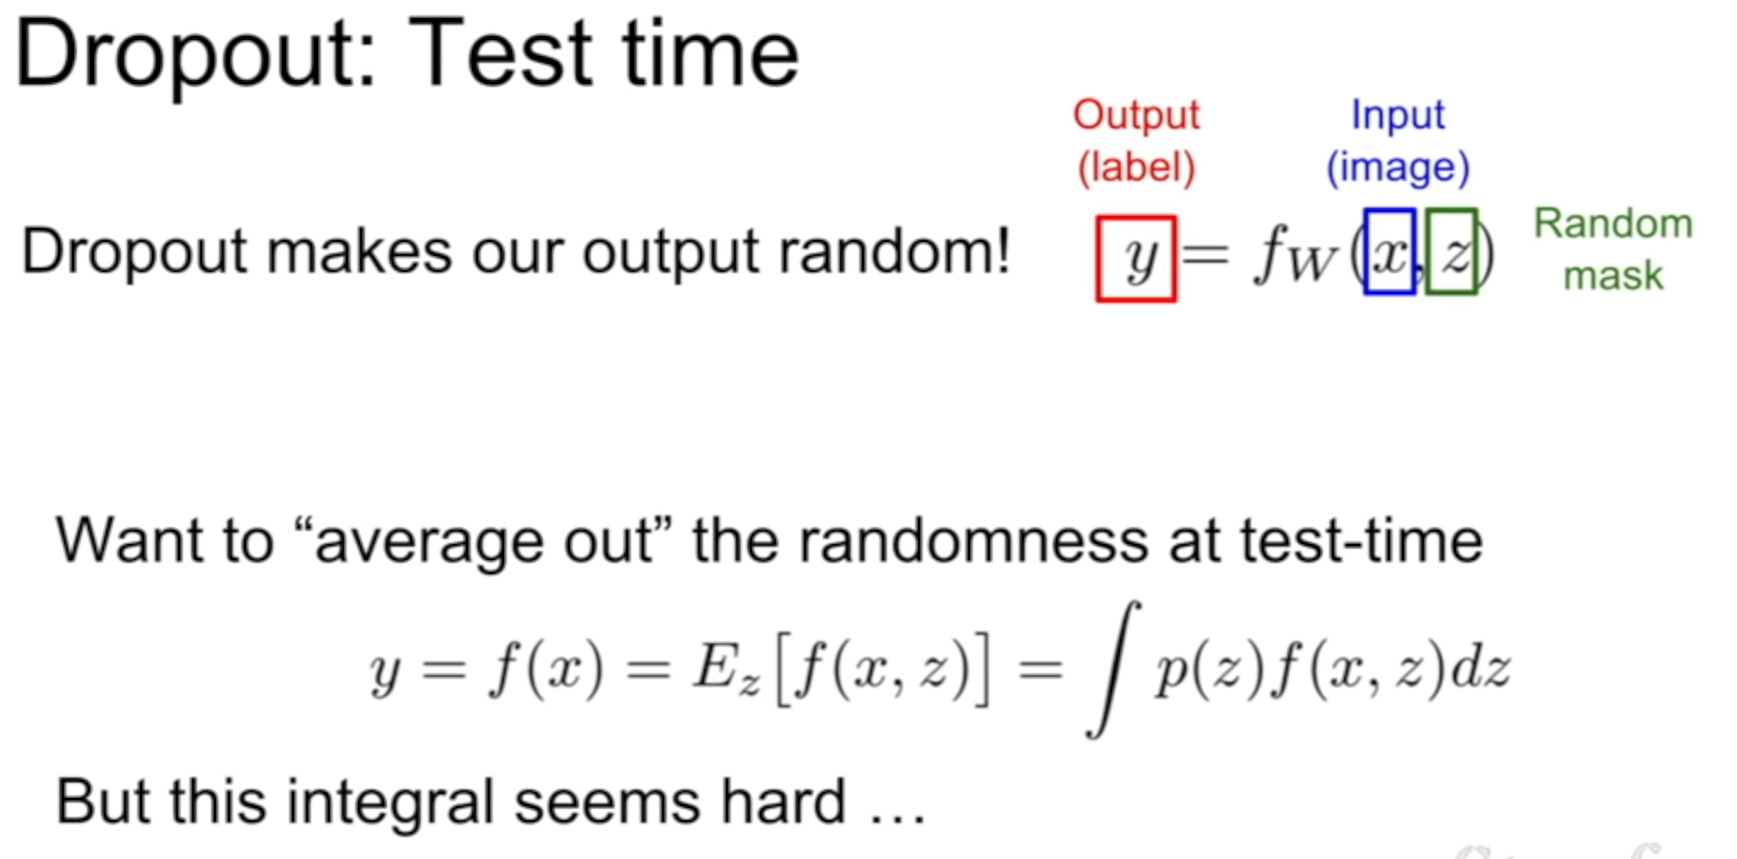 Dropout: Test time
Output
(label)
Input
(image)
Dropout makes our output random!
y = f_W(x, z)
Random
mask
Want to “average out” the randomness at test-time
y = f(x) = E_z[f(x, z)] = ∫ p(z)f(x, z)dz
But this integral seems hard …